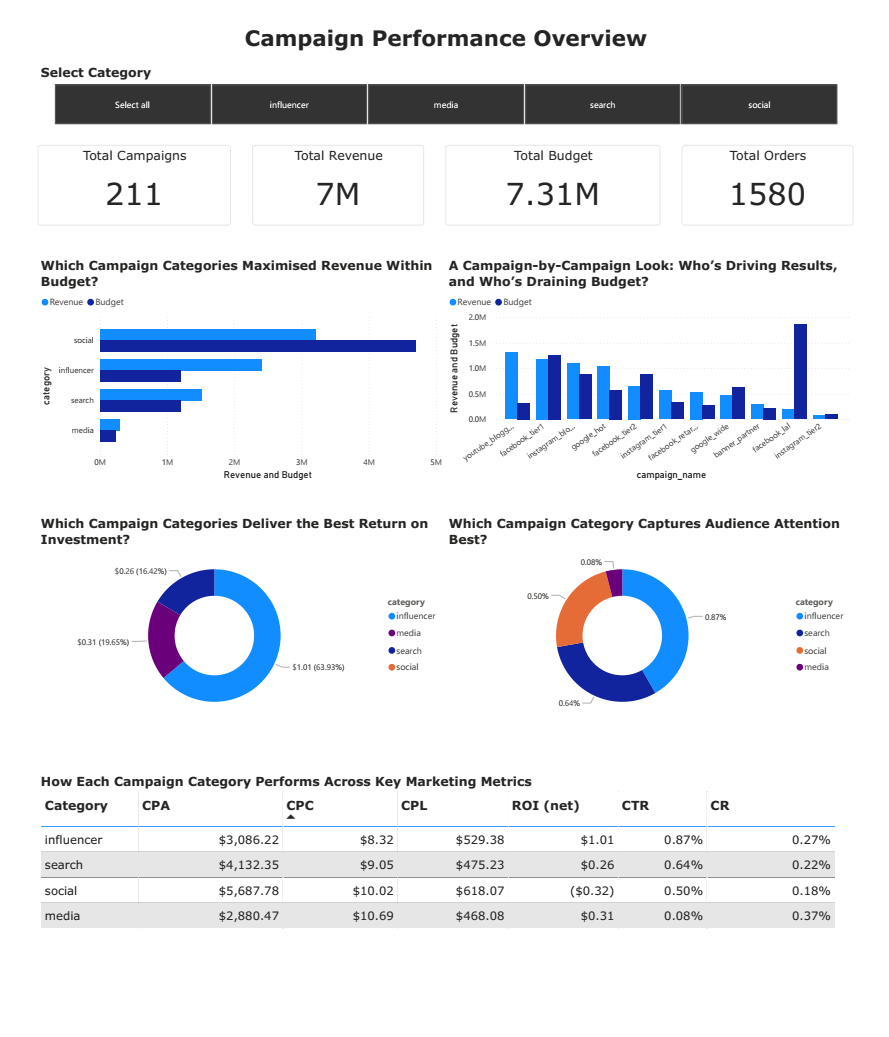 Campaign Performance Overview
Select Category
Select all
influencer
media
search
social
Total Campaigns
211
Total Revenue
7M
Total Budget
7.31M
Total Orders
1580
Which Campaign Categories Maximised Revenue Within
Budget?
Revenue Budget
category
social
influencer
search
media
0M 1M 2M 3M 4M 5M
Revenue and Budget
A Campaign-by-Campaign Look: Who’s Driving Results,
and Who’s Draining Budget?
Revenue Budget
Revenue and Budget
2.0M
1.5M
1.0M
0.5M
0.0M
youtube_blogg...
facebook_tier1
instagram_blo...
google_hot
facebook_tier2
instagram_tier1
facebook_retar...
google_wide
banner_partner
facebook_lal
instagram_tier2
campaign_name
Which Campaign Categories Deliver the Best Return on
Investment?
$0.26 (16.42%)
$0.31 (19.65%)
$1.01 (63.93%)
category
influencer
media
search
social
Which Campaign Category Captures Audience Attention
Best?
0.08%
0.50%
0.87%
0.64%
category
influencer
search
social
media
How Each Campaign Category Performs Across Key Marketing Metrics
Category CPA CPC CPL ROI (net) CTR CR
influencer $3,086.22 $8.32 $529.38 $1.01 0.87% 0.27%
search $4,132.35 $9.05 $475.23 $0.26 0.64% 0.22%
social $5,687.78 $10.02 $618.07 ($0.32) 0.50% 0.18%
media $2,880.47 $10.69 $468.08 $0.31 0.08% 0.37%